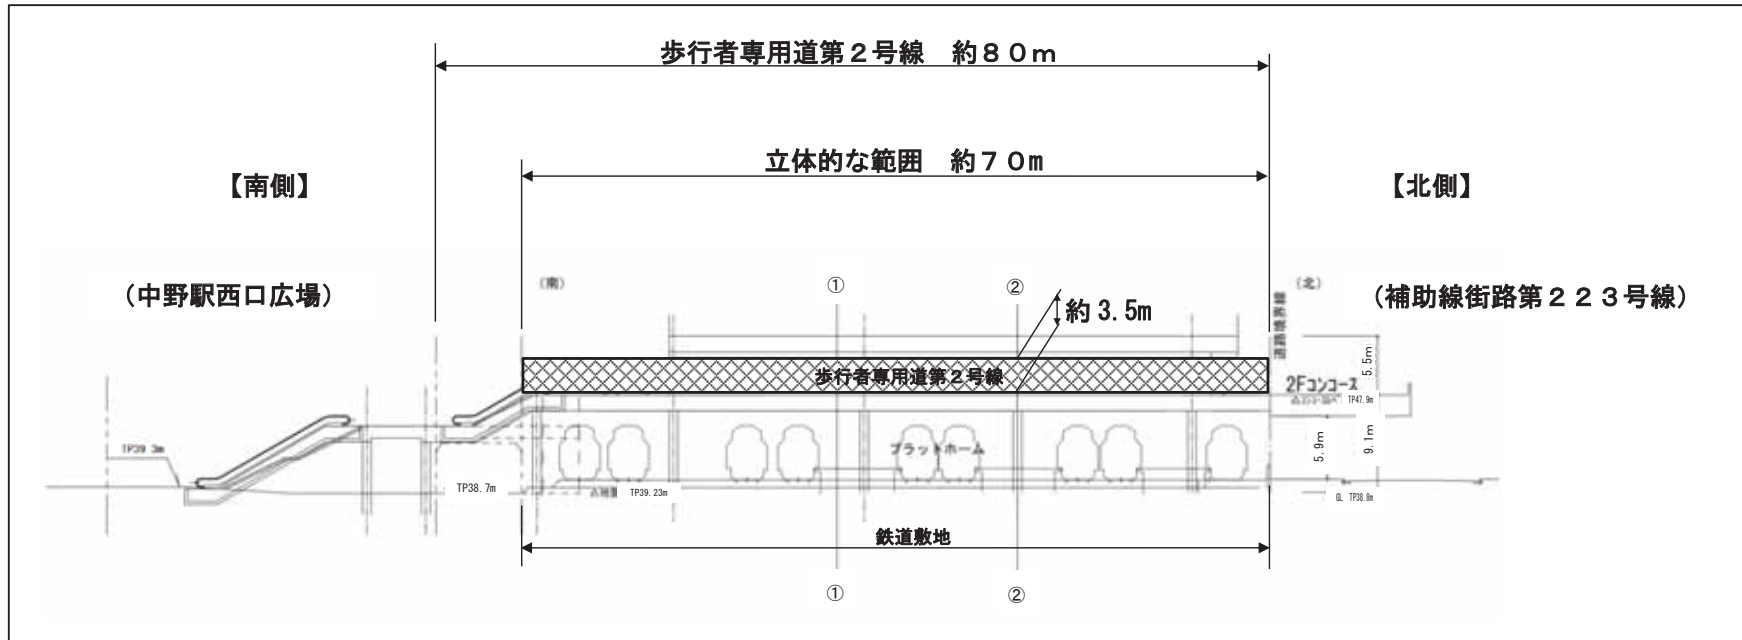 歩行者専用道第２号線　約８０ｍ
立体的な範囲　約７０m
【南側】
【北側】
（中野駅西口広場）
（南）
①
②
約 3.5m
（北）
（補助線街路第２２３号線）
道路境界線
5.5m
歩行者専用道第２号線
2Fコンコース
TP47.9m
プラットホーム
5.9m
9.1m
TP39.3m
TP38.7m
TP39.23m
GL TP38.8m
鉄道敷地
①
②